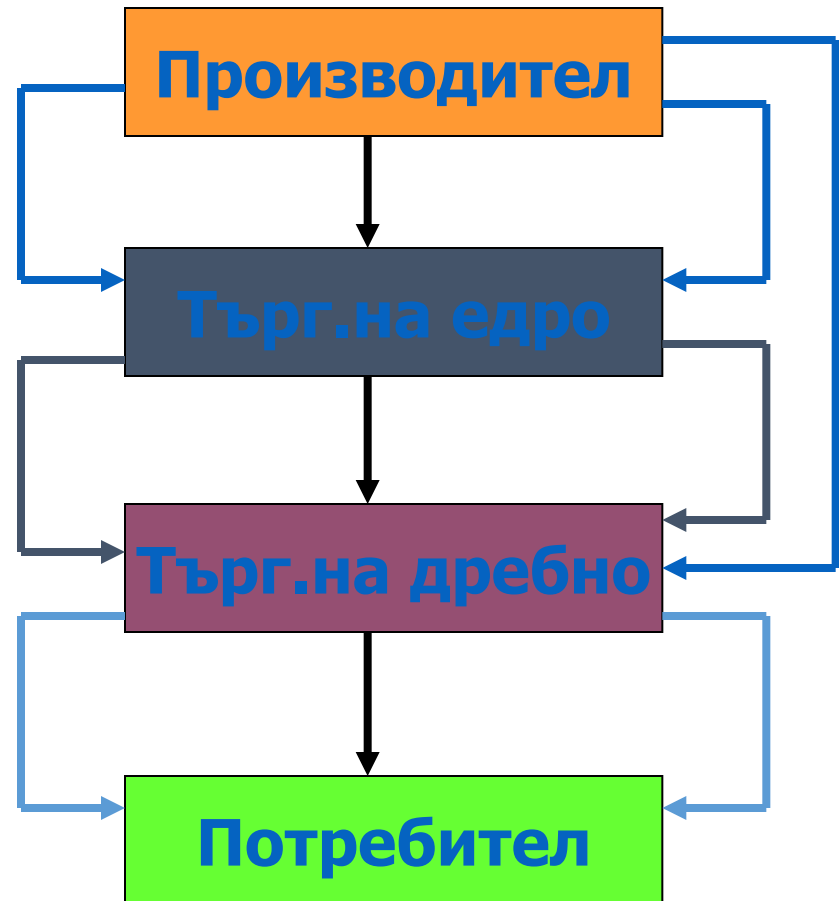 Производител
Търг.на едро
Търг.на дребно
Потребител